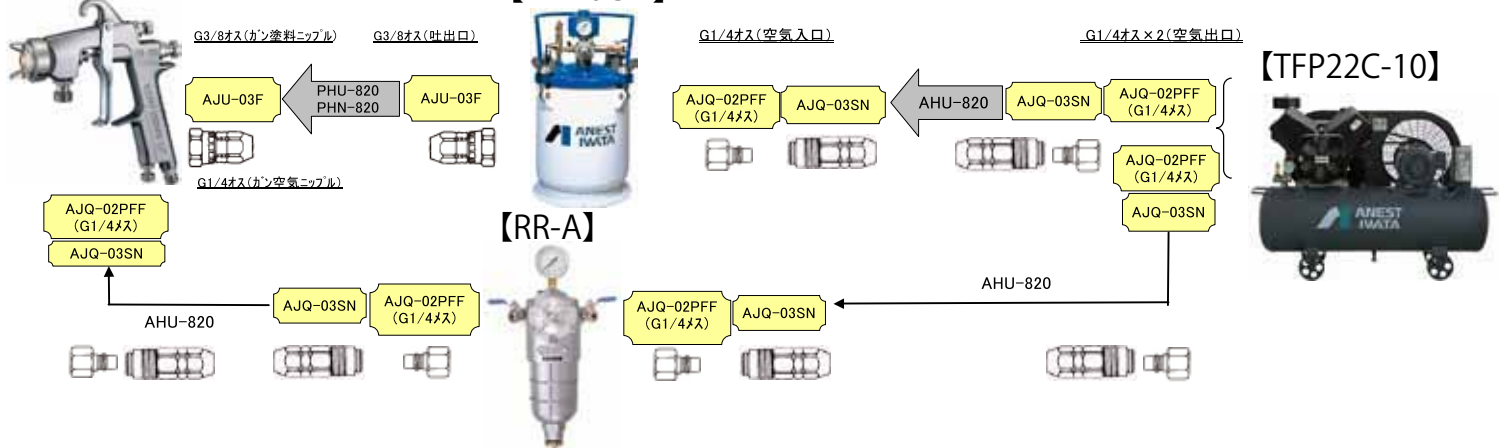 G3/8オス(ガン塗料ニップル)
G3/8オス(吐出口)
G1/4オス(空気入口)
G1/4オス×2(空気出口)
【TFP22C-10】
AJU-03F
PHU-820
PHN-820
AJU-03F
ANEST
IWATA
AJQ-02PFF
(G1/4メス)
AJQ-03SN
AHU-820
AJQ-03SN
AJQ-02PFF
(G1/4メス)
AJQ-02PFF
(G1/4メス)
AJQ-03SN
ANEST
IWATA
G1/4オス(ガン空気ニップル)
AJQ-02PFF
(G1/4メス)
AJQ-03SN
AHU-820
AJQ-03SN
AJQ-02PFF
(G1/4メス)
【RR-A】
AJQ-02PFF
(G1/4メス)
AJQ-03SN
AHU-820